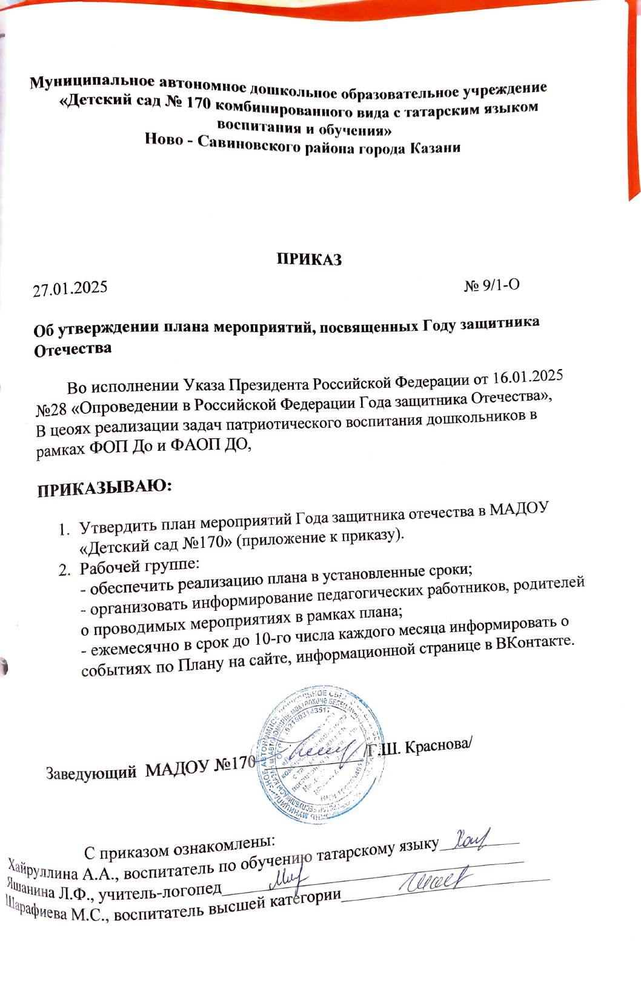 Муниципальное автономное дошкольное образовательное учреждение
«Детский сад № 170 комбинированного вида с татарским языком
воспитания и обучения»
Ново - Савиновского района города Казани
ПРИКАЗ
27.01.2025 № 9/1-О
Об утверждении плана мероприятий, посвященных Году защитника
Отечества
Во исполнении Указа Президента Российской Федерации от 16.01.2025
№28 «Опроведении в Российской Федерации Года защитника Отечества»,
В цеоях реализации задач патриотического воспитания дошкольников в
рамках ФОП До и ФАОП ДО,
ПРИКАЗЫВАЮ:
1. Утвердить план мероприятий Года защитника отечества в МАДОУ
«Детский сад №170» (приложение к приказу).
2. Рабочей группе:
- обеспечить реализацию плана в установленные сроки;
- организовать информирование педагогических работников, родителей
о проводимых мероприятиях в рамках плана;
- ежемесячно в срок до 10-го числа каждого месяца информировать о
событиях по Плану на сайте, информационной странице в ВКонтакте.
Заведующий МАДОУ №170 /Г.Ш. Краснова/
С приказом ознакомлены:
Хайруллина А.А., воспитатель по обучению татарскому языку
Яшанина Л.Ф., учитель-логопед
Шарафиева М.С., воспитатель высшей категории